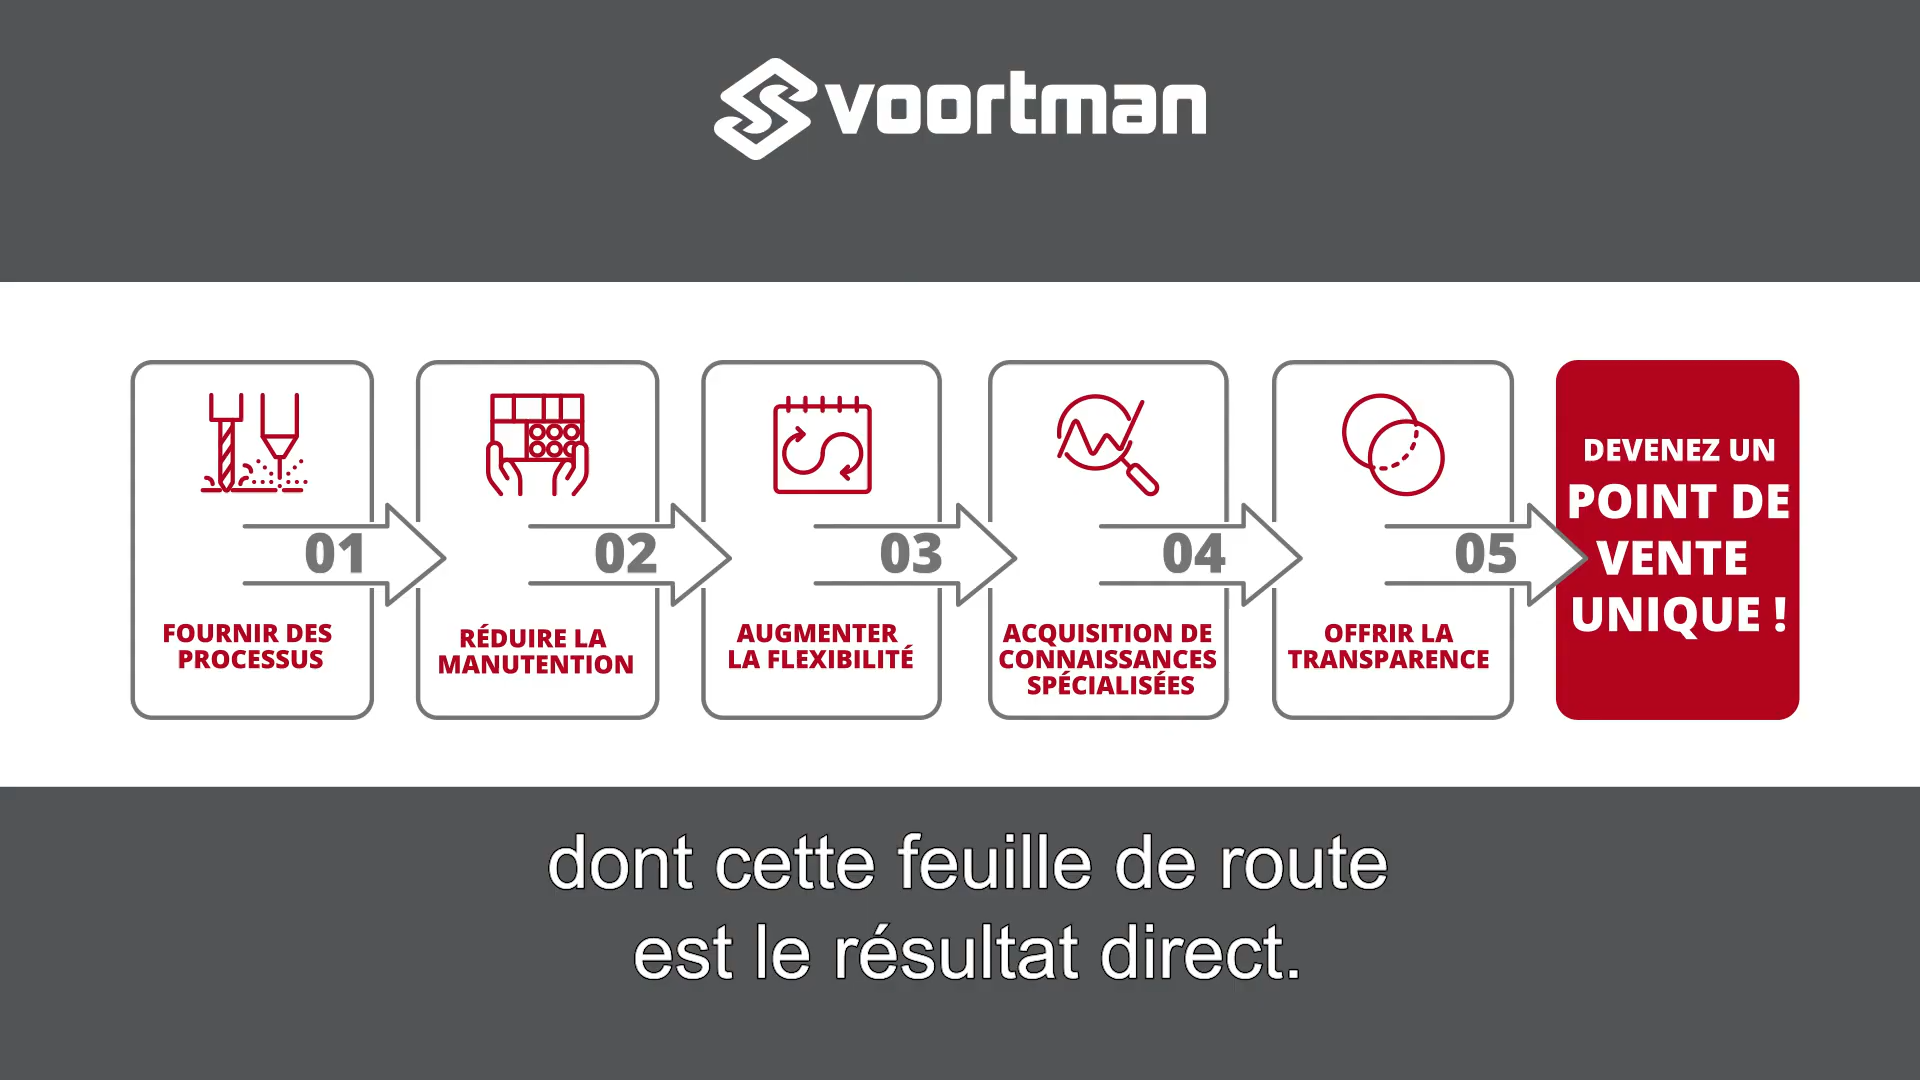 voortman
01
FOURNIR DES
PROCESSUS
02
RÉDUIRE LA
MANUTENTION
03
AUGMENTER
LA FLEXIBILITÉ
04
ACQUISITION DE
CONNAISSANCES
SPÉCIALISÉES
05
OFFRIR LA
TRANSPARENCE
DEVENEZ UN
POINT DE
VENTE
UNIQUE !
dont cette feuille de route
est le résultat direct.